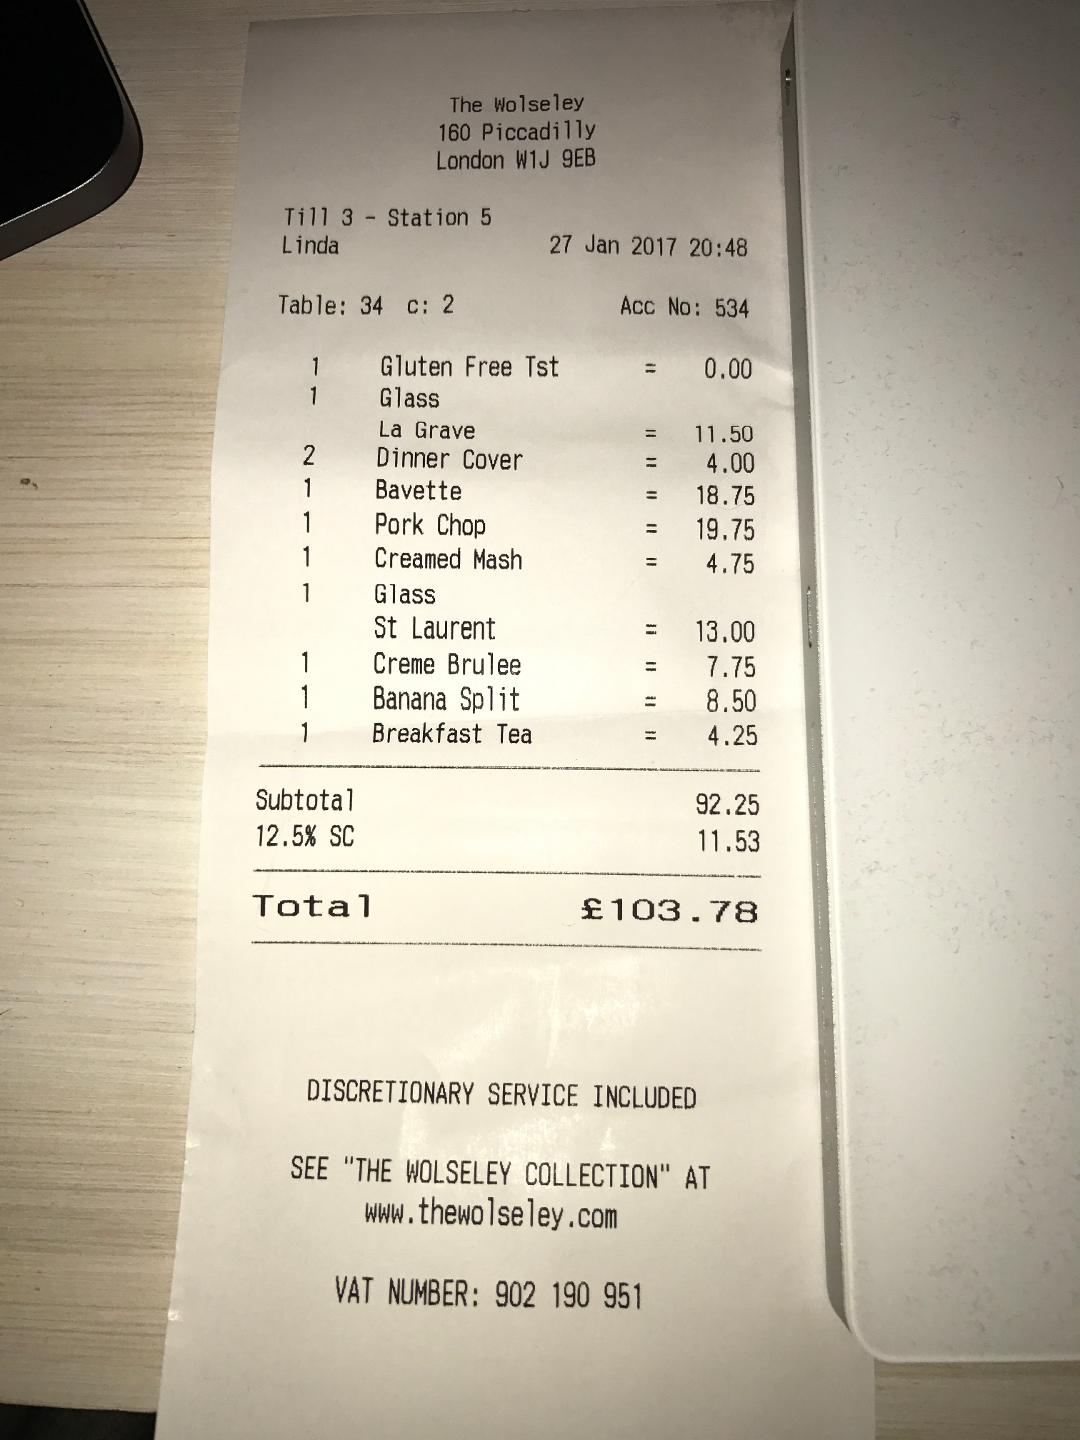 The Wolseley
160 Piccadilly
London W1J 9EB
Till 3 - Station 5
Linda 27 Jan 2017 20:48
Table: 34 c: 2 Acc No: 534
1 Gluten Free Tst = 0.00
1 Glass
La Grave = 11.50
2 Dinner Cover = 4.00
1 Bavette = 18.75
1 Pork Chop = 19.75
1 Creamed Mash = 4.75
1 Glass
St Laurent = 13.00
1 Creme Brulee = 7.75
1 Banana Split = 8.50
1 Breakfast Tea = 4.25
Subtotal 92.25
12.5% SC 11.53
Total £103.78
DISCRETIONARY SERVICE INCLUDED
SEE "THE WOLSELEY COLLECTION" AT
www.thewolseley.com
VAT NUMBER: 902 190 951